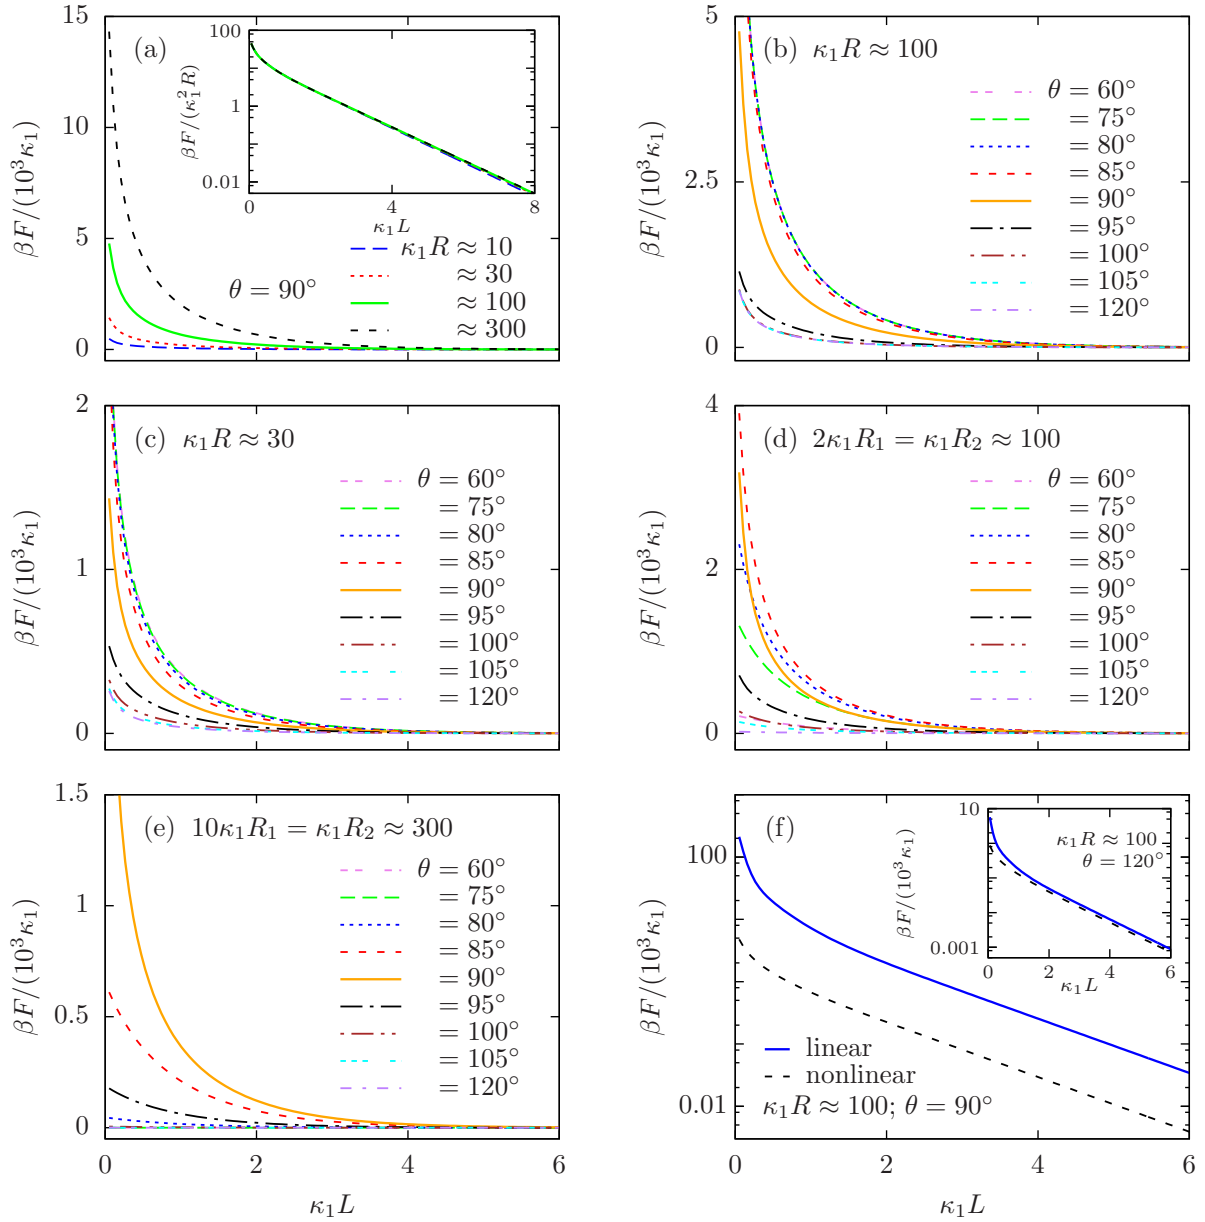 (a)
βF/(10³κ₁)
15
10
5
0
βF/(κ₁²R)
100
1
0.01
0 4 8
κ₁L
θ = 90°
κ₁R ≈ 10
≈ 30
≈ 100
≈ 300
(b) κ₁R ≈ 100
βF/(10³κ₁)
5
2.5
0
0 2 4 6
θ = 60°
= 75°
= 80°
= 85°
= 90°
= 95°
= 100°
= 105°
= 120°
(c) κ₁R ≈ 30
βF/(10³κ₁)
2
1
0
θ = 60°
= 75°
= 80°
= 85°
= 90°
= 95°
= 100°
= 105°
= 120°
(d) 2κ₁R₁ = κ₁R₂ ≈ 100
βF/(10³κ₁)
4
2
0
θ = 60°
= 75°
= 80°
= 85°
= 90°
= 95°
= 100°
= 105°
= 120°
(e) 10κ₁R₁ = κ₁R₂ ≈ 300
βF/(10³κ₁)
1.5
1
0.5
0
θ = 60°
= 75°
= 80°
= 85°
= 90°
= 95°
= 100°
= 105°
= 120°
0 2 4 6
κ₁L
(f)
βF/(10³κ₁)
100
0.01
βF/(10³κ₁)
10
0.001
κ₁R ≈ 100
θ = 120°
0 2 4 6
κ₁L
linear
nonlinear
κ₁R ≈ 100; θ = 90°
0 2 4 6
κ₁L